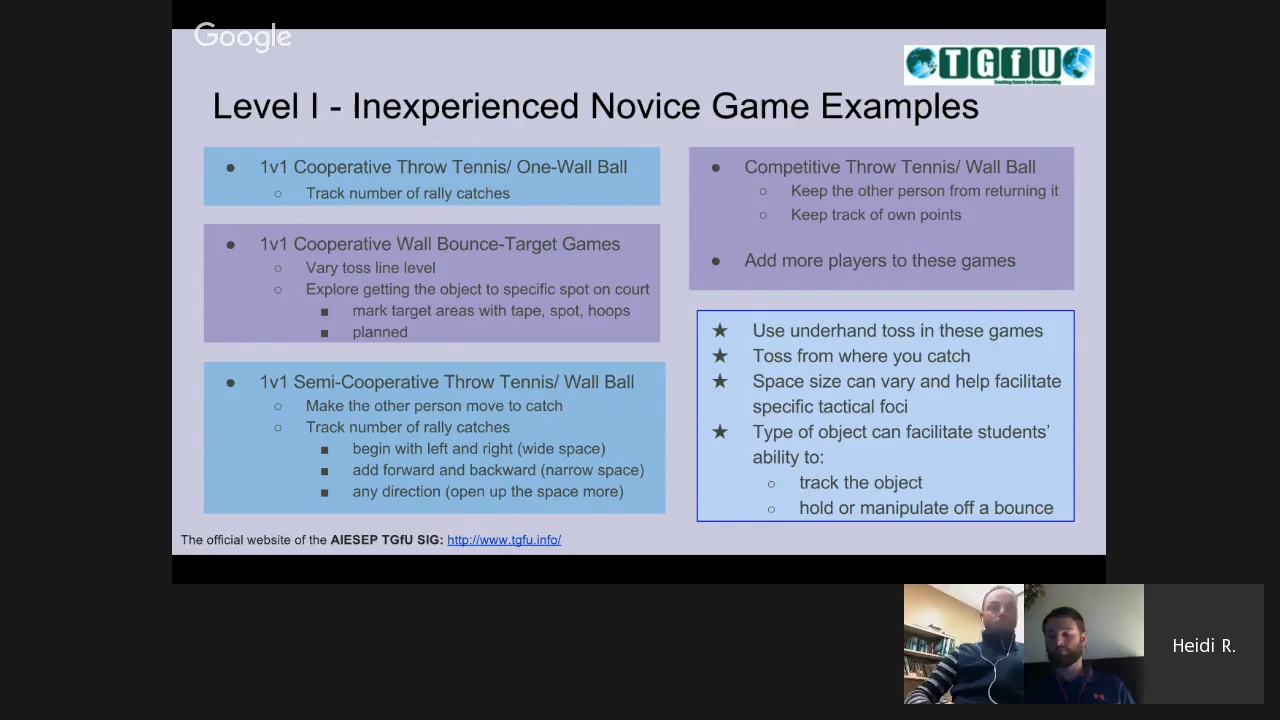 Google
TGfU
Teaching Games for Understanding
Level I - Inexperienced Novice Game Examples
● 1v1 Cooperative Throw Tennis/ One-Wall Ball
○ Track number of rally catches
● 1v1 Cooperative Wall Bounce-Target Games
○ Vary toss line level
○ Explore getting the object to specific spot on court
■ mark target areas with tape, spot, hoops
■ planned
● 1v1 Semi-Cooperative Throw Tennis/ Wall Ball
○ Make the other person move to catch
○ Track number of rally catches
■ begin with left and right (wide space)
■ add forward and backward (narrow space)
■ any direction (open up the space more)
● Competitive Throw Tennis/ Wall Ball
○ Keep the other person from returning it
○ Keep track of own points
● Add more players to these games
★ Use underhand toss in these games
★ Toss from where you catch
★ Space size can vary and help facilitate
specific tactical foci
★ Type of object can facilitate students’
ability to:
○ track the object
○ hold or manipulate off a bounce
The official website of the AIESEP TGfU SIG: http://www.tgfu.info/
Heidi R.